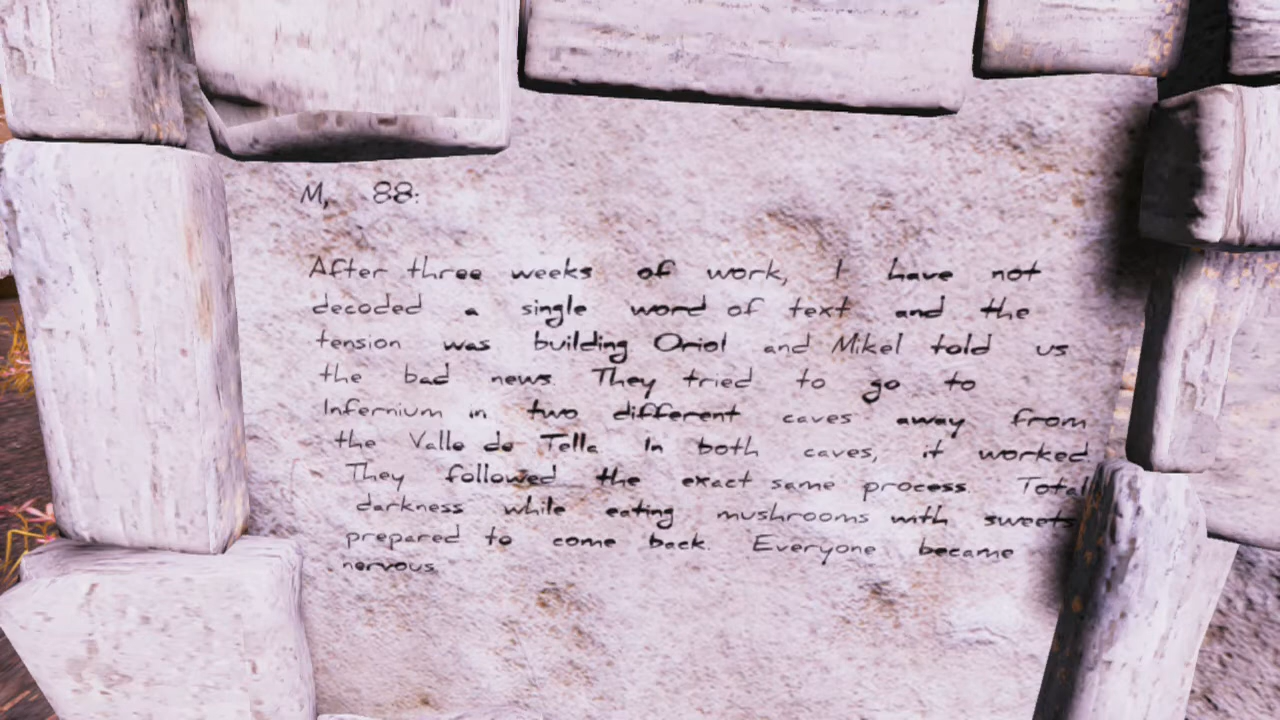 M, 88:
After three weeks of work, I have not
decoded a single word of text and the
tension was building Oriol and Mikel told us
the bad news. They tried to go to
Infernium in two different caves away from
the Valle de Tella. In both caves, it worked.
They followed the exact same process. Total
darkness while eating mushrooms with sweets
prepared to come back. Everyone became
nervous.